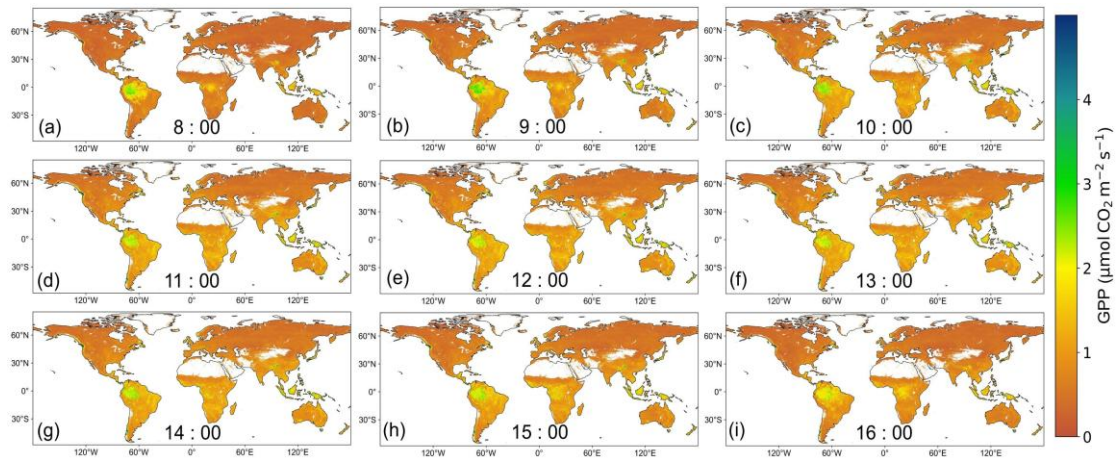 60°N
30°N
0°
30°S
(a)
8 : 00
120°W
60°W
0°
60°E
120°E
60°N
30°N
0°
30°S
(b)
9 : 00
120°W
60°W
0°
60°E
120°E
60°N
30°N
0°
30°S
(c)
10 : 00
120°W
60°W
0°
60°E
120°E
60°N
30°N
0°
30°S
(d)
11 : 00
120°W
60°W
0°
60°E
120°E
60°N
30°N
0°
30°S
(e)
12 : 00
120°W
60°W
0°
60°E
120°E
60°N
30°N
0°
30°S
(f)
13 : 00
120°W
60°W
0°
60°E
120°E
60°N
30°N
0°
30°S
(g)
14 : 00
120°W
60°W
0°
60°E
120°E
60°N
30°N
0°
30°S
(h)
15 : 00
120°W
60°W
0°
60°E
120°E
60°N
30°N
0°
30°S
(i)
16 : 00
120°W
60°W
0°
60°E
120°E
4
3
2
1
0
GPP (μmol CO₂ m⁻² s⁻¹)